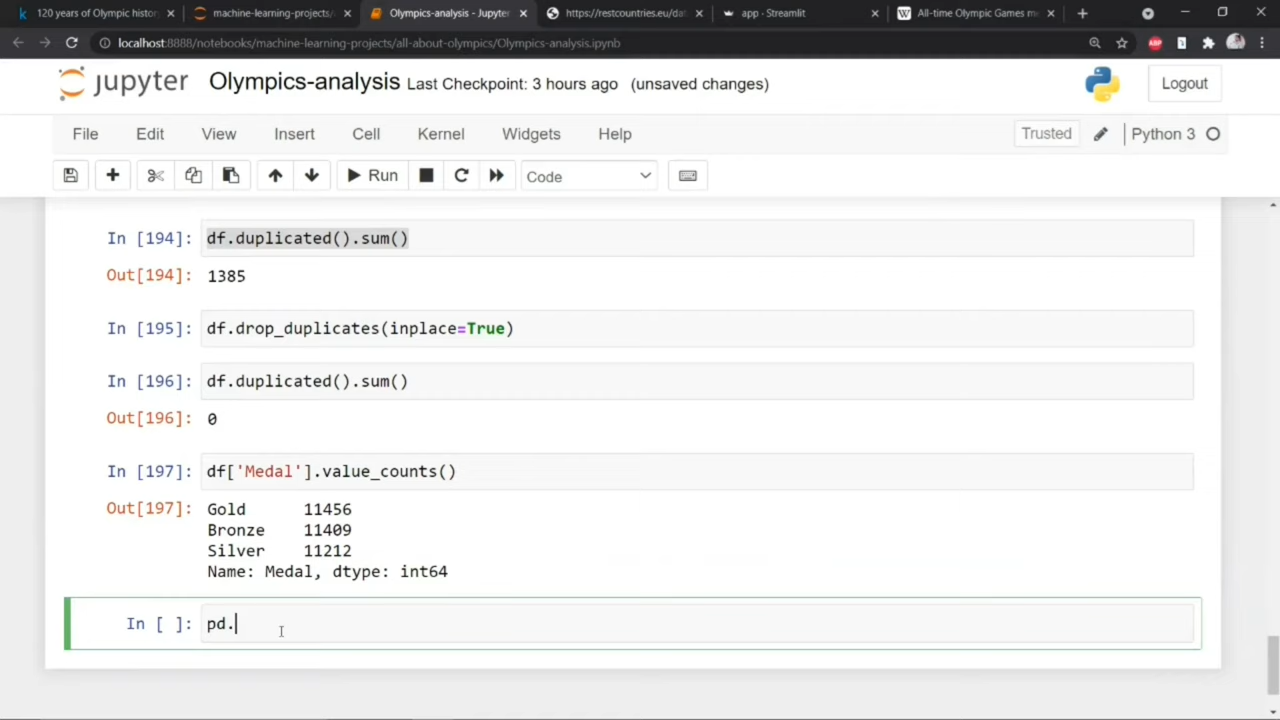 120 years of Olympic histor
machine-learning-projects/
Olympics-analysis - Jupyter
https://restcountries.eu/dat
app - Streamlit
All-time Olympic Games m
localhost:8888/notebooks/machine-learning-projects/all-about-olympics/Olympics-analysis.ipynb
ABP
jupyter Olympics-analysis Last Checkpoint: 3 hours ago (unsaved changes)
Logout
File Edit View Insert Cell Kernel Widgets Help
Trusted Python 3
Run Code
In [194]: df.duplicated().sum()
Out[194]: 1385
In [195]: df.drop_duplicates(inplace=True)
In [196]: df.duplicated().sum()
Out[196]: 0
In [197]: df['Medal'].value_counts()
Out[197]: Gold 11456
Bronze 11409
Silver 11212
Name: Medal, dtype: int64
In [ ]: pd.